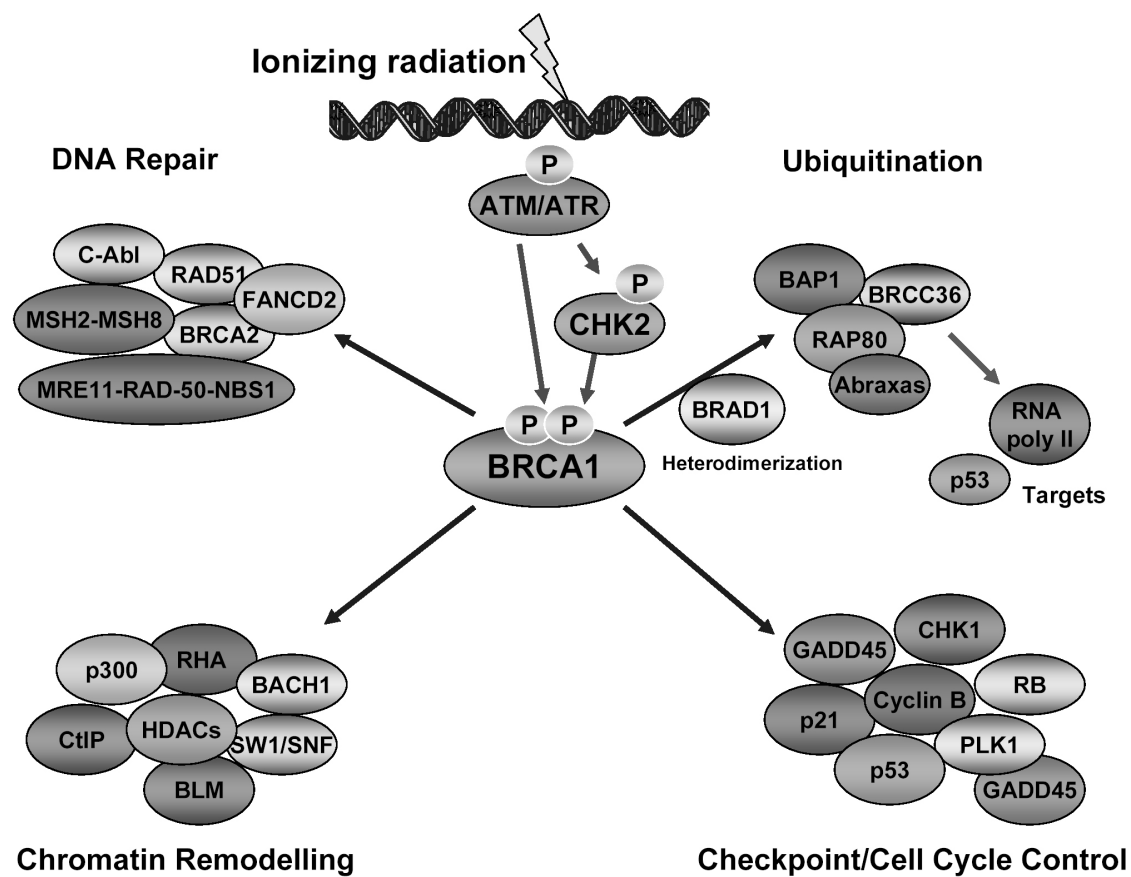 Ionizing radiation
DNA Repair
Ubiquitination
P
ATM/ATR
C-Abl
RAD51
FANCD2
MSH2-MSH8
BRCA2
MRE11-RAD-50-NBS1
P
CHK2
BAP1
BRCC36
RAP80
Abraxas
RNA
poly II
p53
Targets
BRAD1
Heterodimerization
P P
BRCA1
p300
RHA
BACH1
CtIP
HDACs
SW1/SNF
BLM
Chromatin Remodelling
GADD45
CHK1
Cyclin B
RB
p21
PLK1
p53
GADD45
Checkpoint/Cell Cycle Control